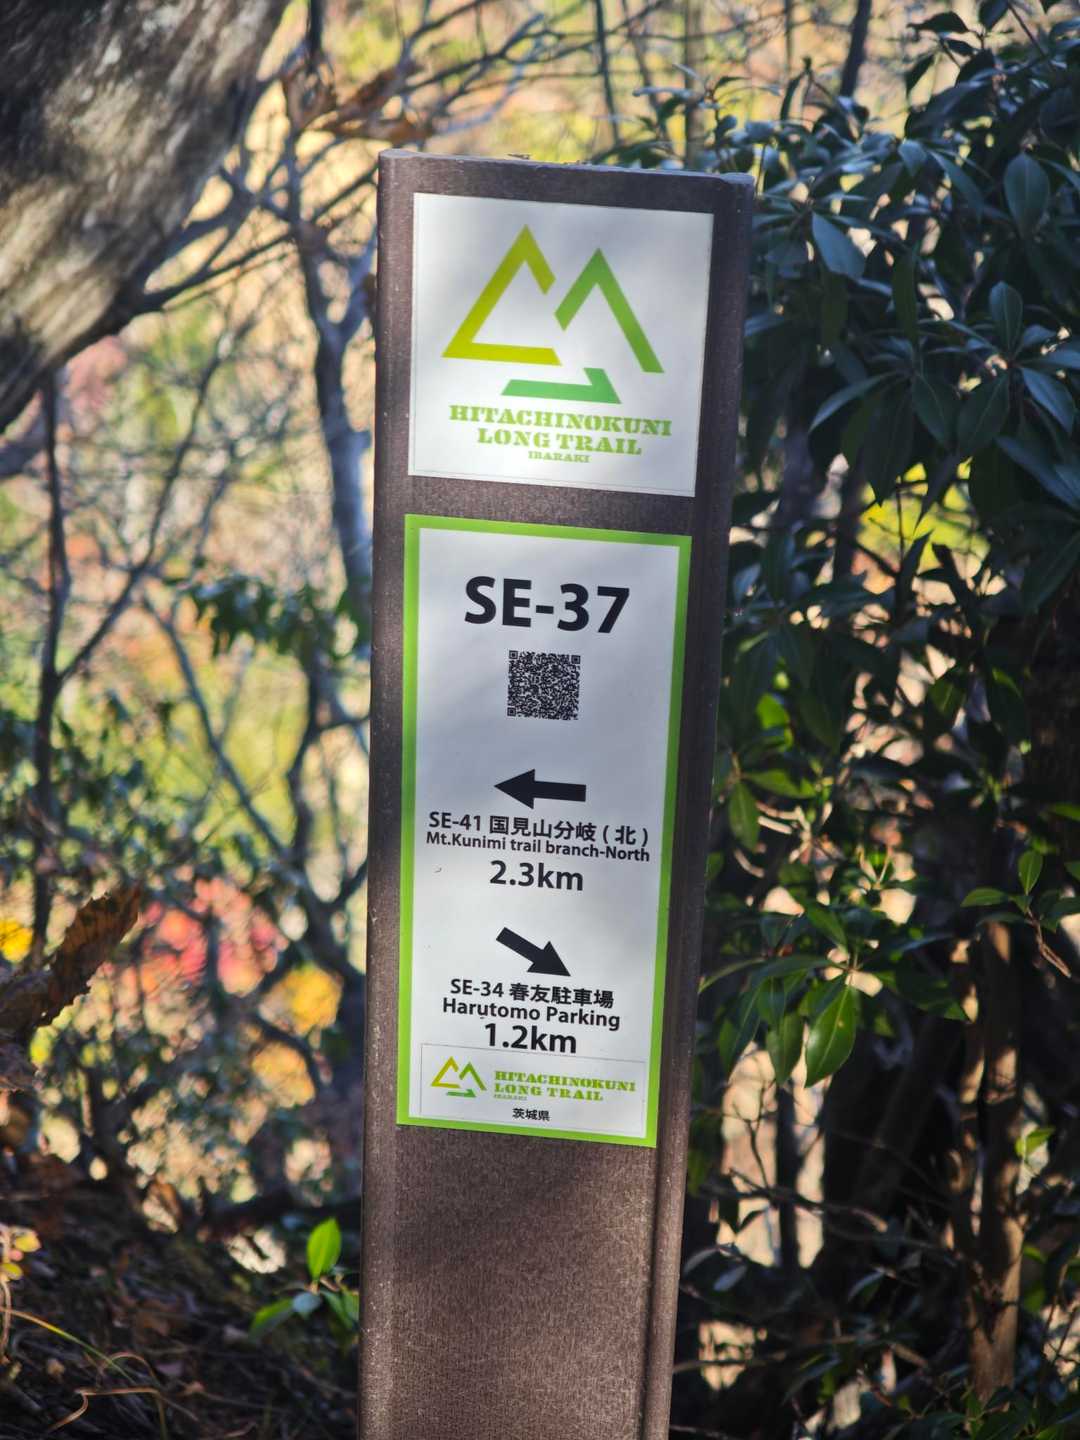 HITACHINOKUNI
LONG TRAIL
IBARAKI
SE-37
SE-41 国見山分岐 ( 北 )
Mt.Kunimi trail branch-North
2.3km
SE-34 春友駐車場
Harutomo Parking
1.2km
HITACHINOKUNI
LONG TRAIL
IBARAKI
茨城県